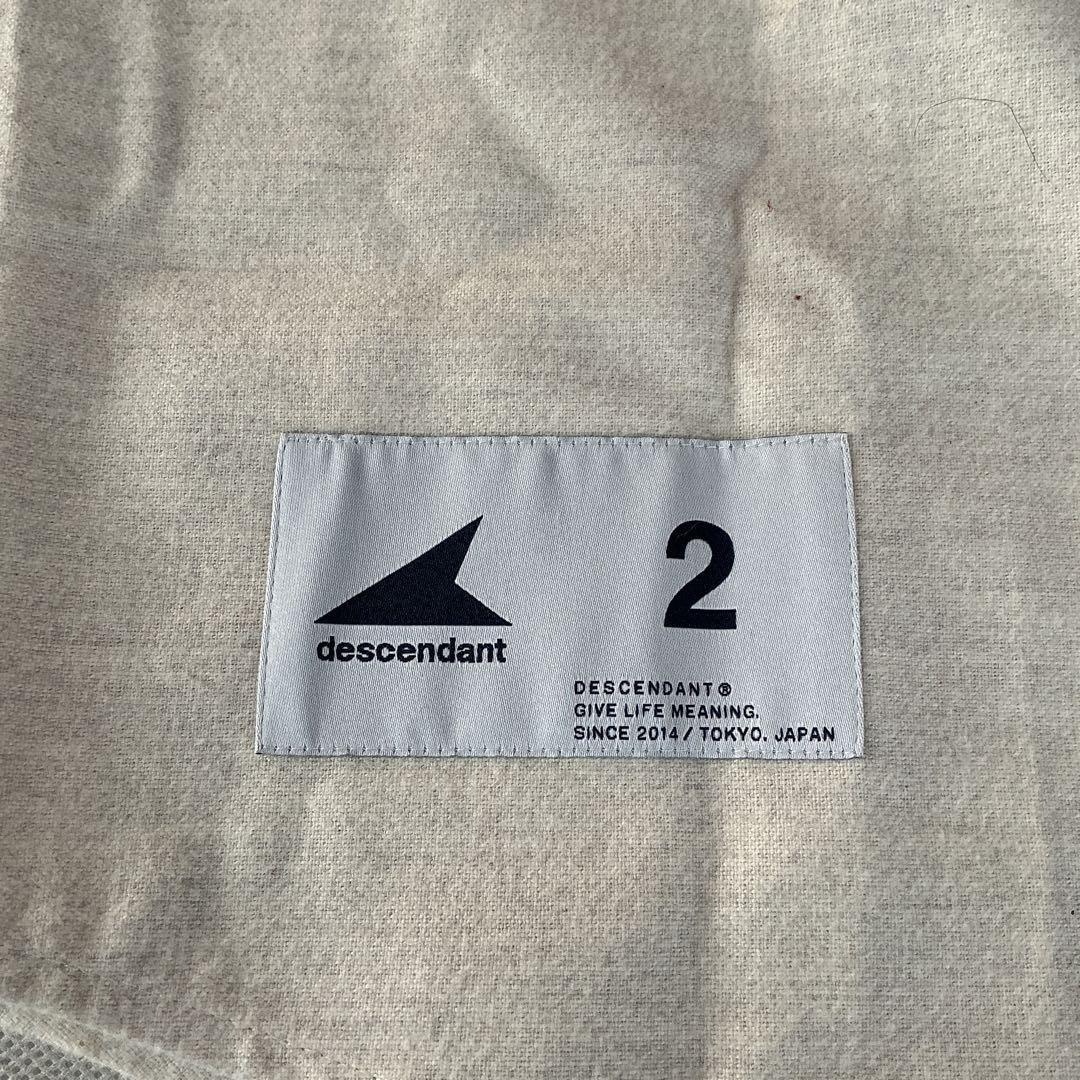 descendant
2
DESCENDANT®
GIVE LIFE MEANING.
SINCE 2014 / TOKYO. JAPAN